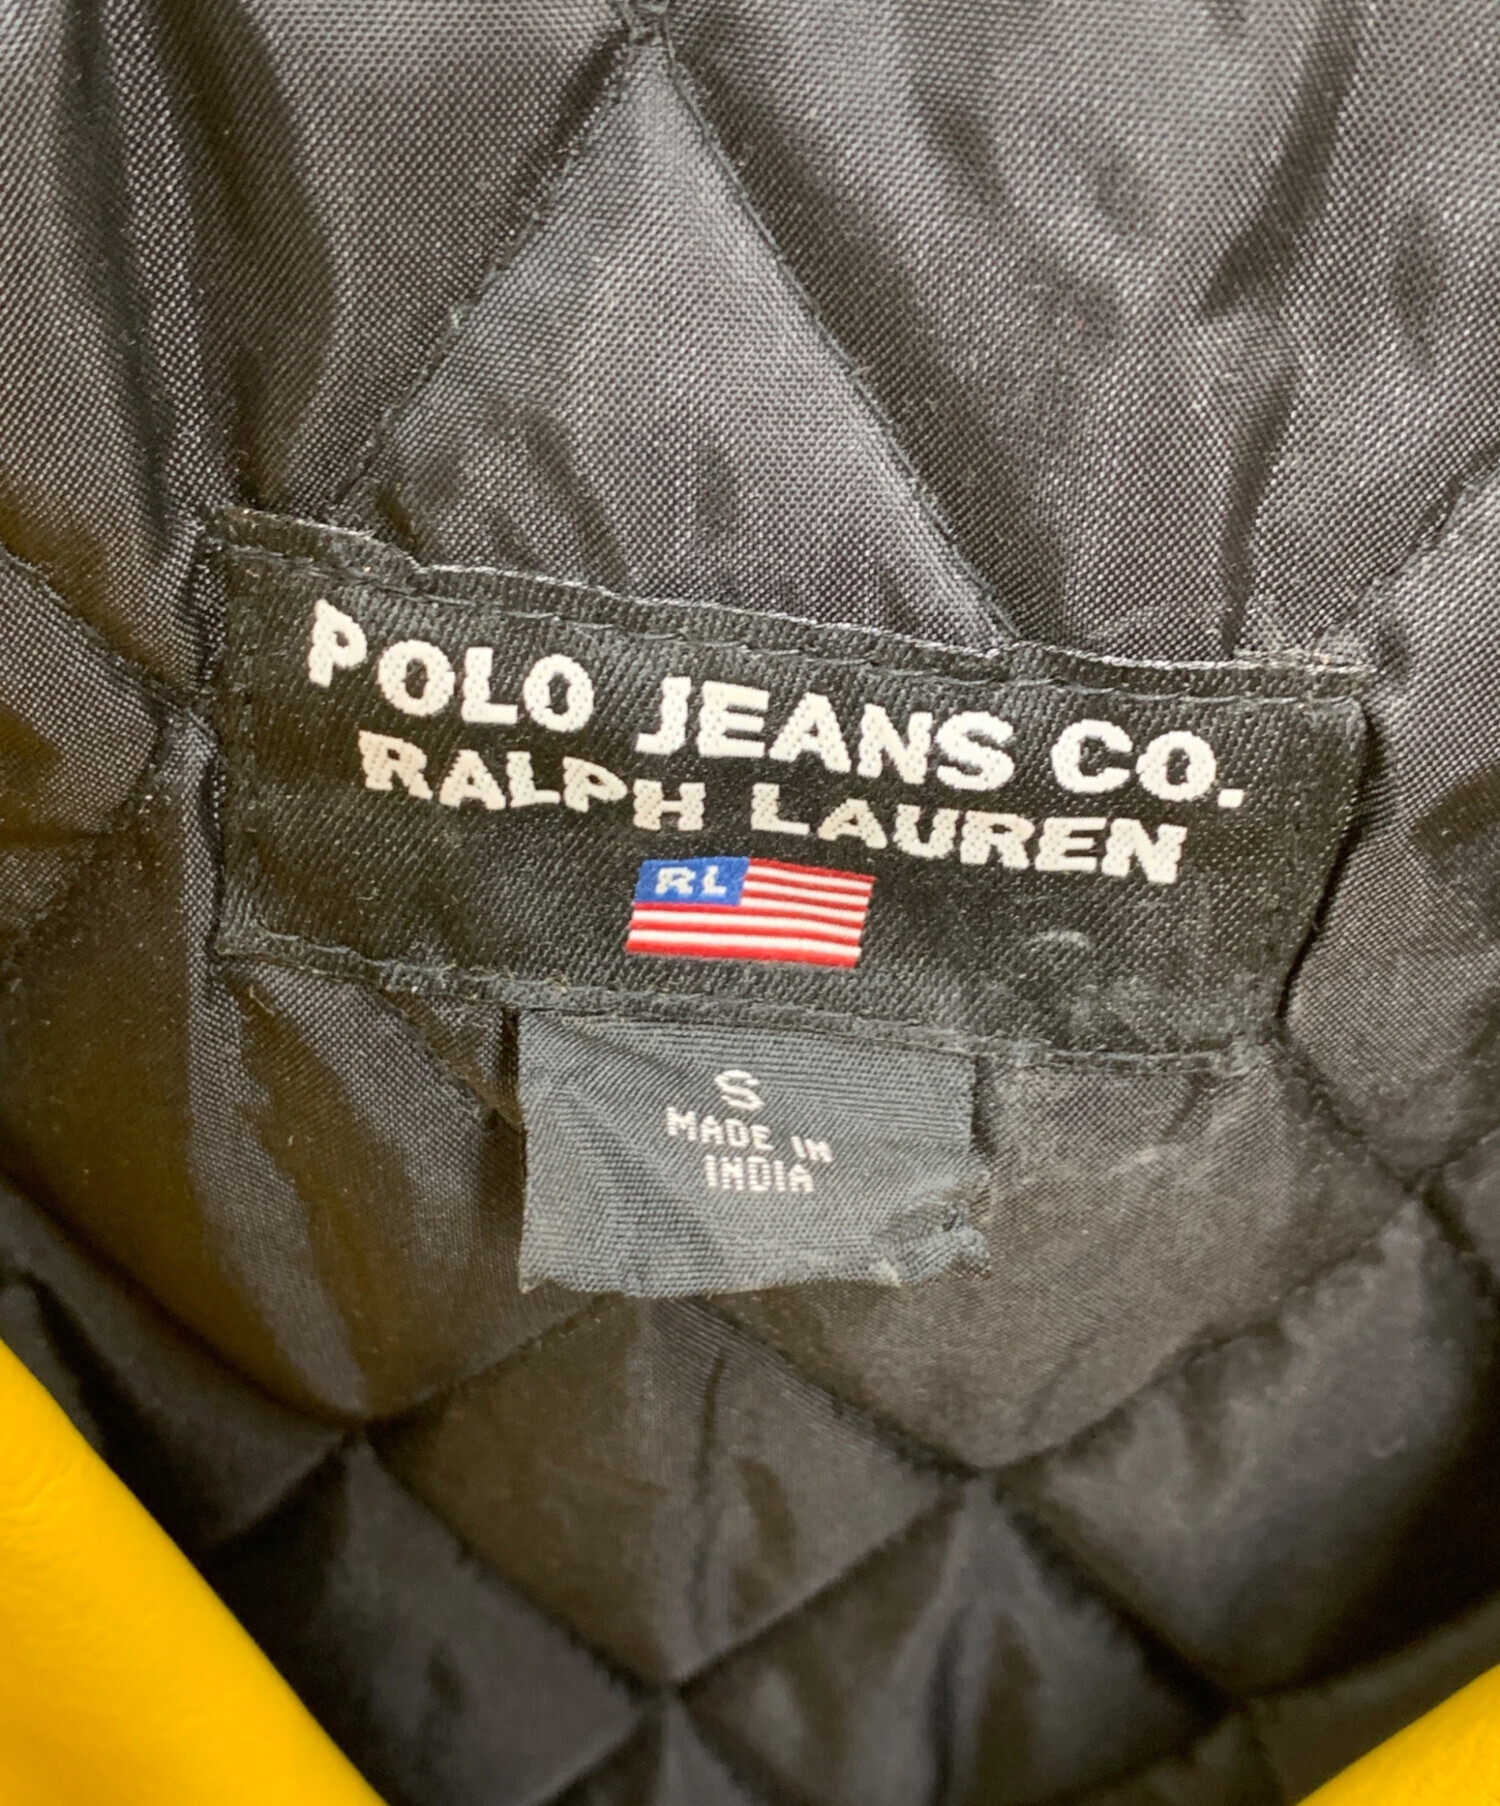 POLO JEANS CO.
RALPH LAUREN
RL
S
MADE IN
INDIA